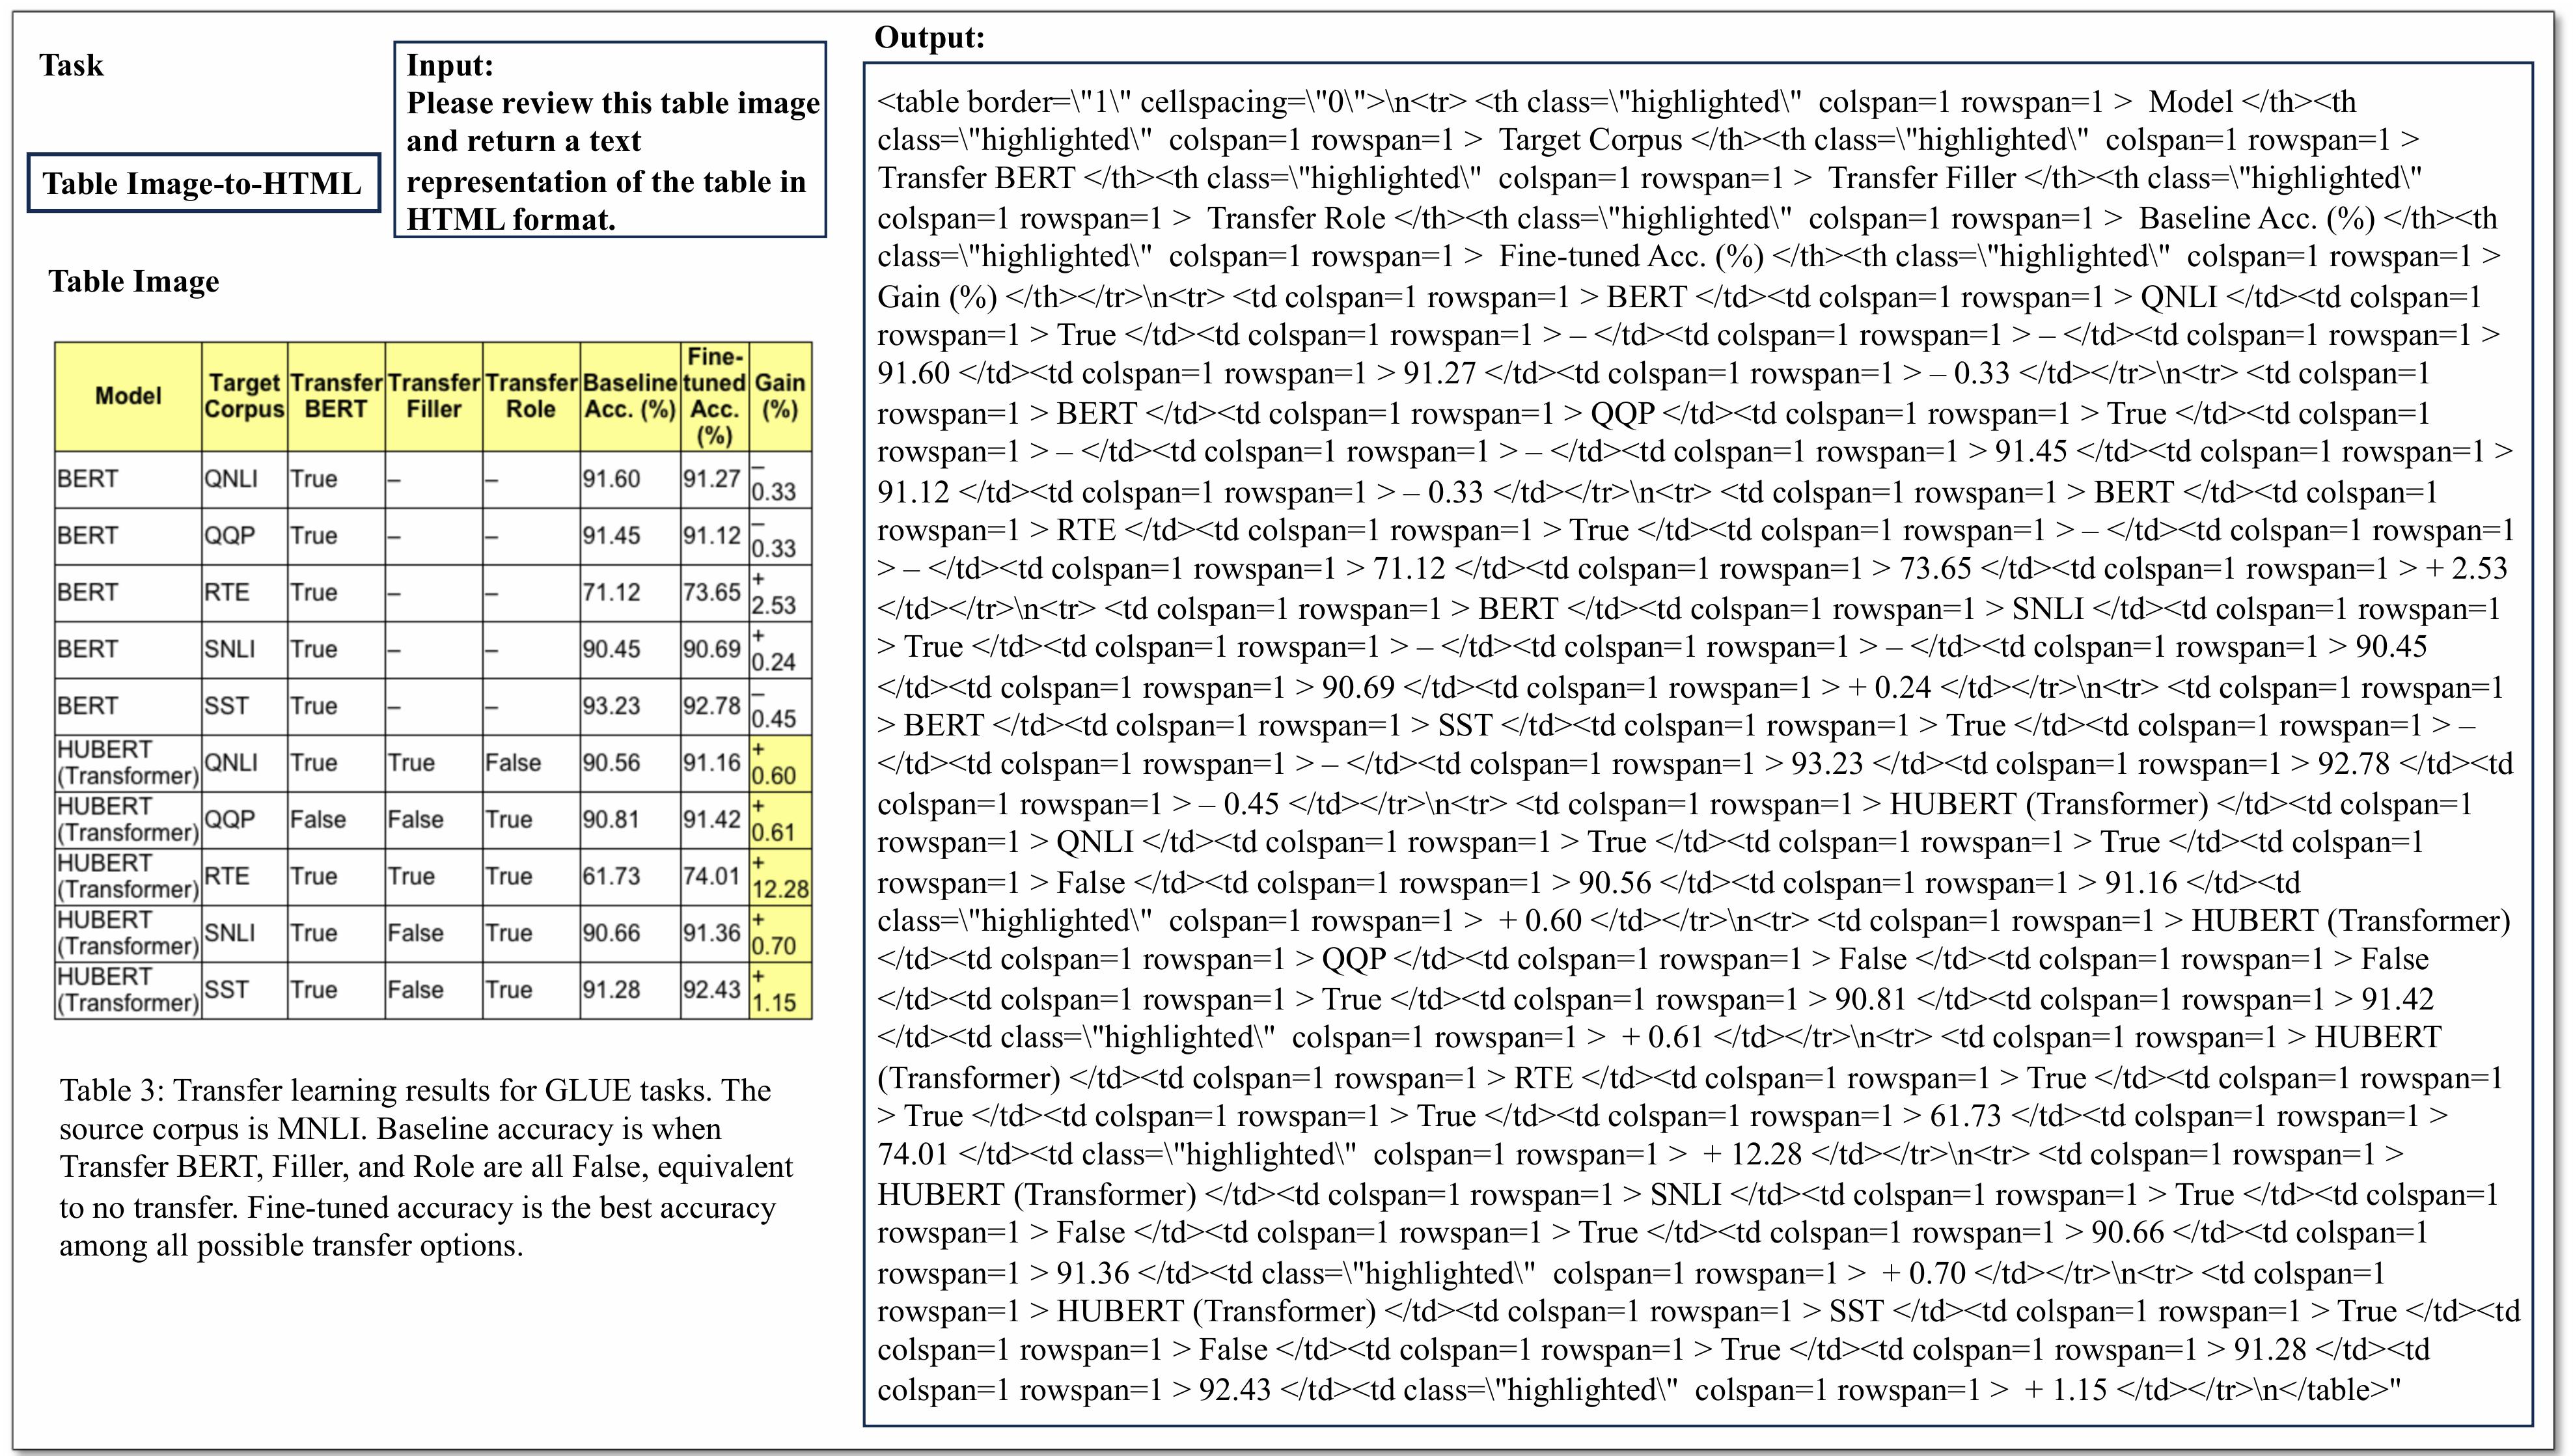 Task
Table Image-to-HTML
Input:
Please review this table image
and return a text
representation of the table in
HTML format.
Table Image
Model Target Corpus Transfer BERT Transfer Filler Transfer Role Baseline Acc. (%) Fine-tuned Acc. (%) Gain (%)
BERT QNLI True – – 91.60 91.27 – 0.33
BERT QQP True – – 91.45 91.12 – 0.33
BERT RTE True – – 71.12 73.65 + 2.53
BERT SNLI True – – 90.45 90.69 + 0.24
BERT SST True – – 93.23 92.78 – 0.45
HUBERT (Transformer) QNLI True True False 90.56 91.16 + 0.60
HUBERT (Transformer) QQP False False True 90.81 91.42 + 0.61
HUBERT (Transformer) RTE True True True 61.73 74.01 + 12.28
HUBERT (Transformer) SNLI True False True 90.66 91.36 + 0.70
HUBERT (Transformer) SST True False True 91.28 92.43 + 1.15
Table 3: Transfer learning results for GLUE tasks. The
source corpus is MNLI. Baseline accuracy is when
Transfer BERT, Filler, and Role are all False, equivalent
to no transfer. Fine-tuned accuracy is the best accuracy
among all possible transfer options.
Output:
<table border=\"1\" cellspacing=\"0\">\n<tr> <th class=\"highlighted\"  colspan=1 rowspan=1 >  Model </th><th
class=\"highlighted\"  colspan=1 rowspan=1 >  Target Corpus </th><th class=\"highlighted\"  colspan=1 rowspan=1 >
Transfer BERT </th><th class=\"highlighted\"  colspan=1 rowspan=1 >  Transfer Filler </th><th class=\"highlighted\"
colspan=1 rowspan=1 >  Transfer Role </th><th class=\"highlighted\"  colspan=1 rowspan=1 >  Baseline Acc. (%) </th><th
class=\"highlighted\"  colspan=1 rowspan=1 >  Fine-tuned Acc. (%) </th><th class=\"highlighted\"  colspan=1 rowspan=1 >
Gain (%) </th></tr>\n<tr> <td colspan=1 rowspan=1 > BERT </td><td colspan=1 rowspan=1 > QNLI </td><td colspan=1
rowspan=1 > True </td><td colspan=1 rowspan=1 > – </td><td colspan=1 rowspan=1 > – </td><td colspan=1 rowspan=1 >
91.60 </td><td colspan=1 rowspan=1 > 91.27 </td><td colspan=1 rowspan=1 > – 0.33 </td></tr>\n<tr> <td colspan=1
rowspan=1 > BERT </td><td colspan=1 rowspan=1 > QQP </td><td colspan=1 rowspan=1 > True </td><td colspan=1
rowspan=1 > – </td><td colspan=1 rowspan=1 > – </td><td colspan=1 rowspan=1 > 91.45 </td><td colspan=1 rowspan=1 >
91.12 </td><td colspan=1 rowspan=1 > – 0.33 </td></tr>\n<tr> <td colspan=1 rowspan=1 > BERT </td><td colspan=1
rowspan=1 > RTE </td><td colspan=1 rowspan=1 > True </td><td colspan=1 rowspan=1 > – </td><td colspan=1 rowspan=1
> – </td><td colspan=1 rowspan=1 > 71.12 </td><td colspan=1 rowspan=1 > 73.65 </td><td colspan=1 rowspan=1 > + 2.53
</td></tr>\n<tr> <td colspan=1 rowspan=1 > BERT </td><td colspan=1 rowspan=1 > SNLI </td><td colspan=1 rowspan=1
> True </td><td colspan=1 rowspan=1 > – </td><td colspan=1 rowspan=1 > – </td><td colspan=1 rowspan=1 > 90.45
</td><td colspan=1 rowspan=1 > 90.69 </td><td colspan=1 rowspan=1 > + 0.24 </td></tr>\n<tr> <td colspan=1 rowspan=1
> BERT </td><td colspan=1 rowspan=1 > SST </td><td colspan=1 rowspan=1 > True </td><td colspan=1 rowspan=1 > –
</td><td colspan=1 rowspan=1 > – </td><td colspan=1 rowspan=1 > 93.23 </td><td colspan=1 rowspan=1 > 92.78 </td><td
colspan=1 rowspan=1 > – 0.45 </td></tr>\n<tr> <td colspan=1 rowspan=1 > HUBERT (Transformer) </td><td colspan=1
rowspan=1 > QNLI </td><td colspan=1 rowspan=1 > True </td><td colspan=1 rowspan=1 > True </td><td colspan=1
rowspan=1 > False </td><td colspan=1 rowspan=1 > 90.56 </td><td colspan=1 rowspan=1 > 91.16 </td><td
class=\"highlighted\"  colspan=1 rowspan=1 >  + 0.60 </td></tr>\n<tr> <td colspan=1 rowspan=1 > HUBERT (Transformer)
</td><td colspan=1 rowspan=1 > QQP </td><td colspan=1 rowspan=1 > False </td><td colspan=1 rowspan=1 > False
</td><td colspan=1 rowspan=1 > True </td><td colspan=1 rowspan=1 > 90.81 </td><td colspan=1 rowspan=1 > 91.42
</td><td class=\"highlighted\"  colspan=1 rowspan=1 >  + 0.61 </td></tr>\n<tr> <td colspan=1 rowspan=1 > HUBERT
(Transformer) </td><td colspan=1 rowspan=1 > RTE </td><td colspan=1 rowspan=1 > True </td><td colspan=1 rowspan=1
> True </td><td colspan=1 rowspan=1 > True </td><td colspan=1 rowspan=1 > 61.73 </td><td colspan=1 rowspan=1 >
74.01 </td><td class=\"highlighted\"  colspan=1 rowspan=1 >  + 12.28 </td></tr>\n<tr> <td colspan=1 rowspan=1 >
HUBERT (Transformer) </td><td colspan=1 rowspan=1 > SNLI </td><td colspan=1 rowspan=1 > True </td><td colspan=1
rowspan=1 > False </td><td colspan=1 rowspan=1 > True </td><td colspan=1 rowspan=1 > 90.66 </td><td colspan=1
rowspan=1 > 91.36 </td><td class=\"highlighted\"  colspan=1 rowspan=1 >  + 0.70 </td></tr>\n<tr> <td colspan=1
rowspan=1 > HUBERT (Transformer) </td><td colspan=1 rowspan=1 > SST </td><td colspan=1 rowspan=1 > True </td><td
colspan=1 rowspan=1 > False </td><td colspan=1 rowspan=1 > True </td><td colspan=1 rowspan=1 > 91.28 </td><td
colspan=1 rowspan=1 > 92.43 </td><td class=\"highlighted\"  colspan=1 rowspan=1 >  + 1.15 </td></tr>\n</table>"